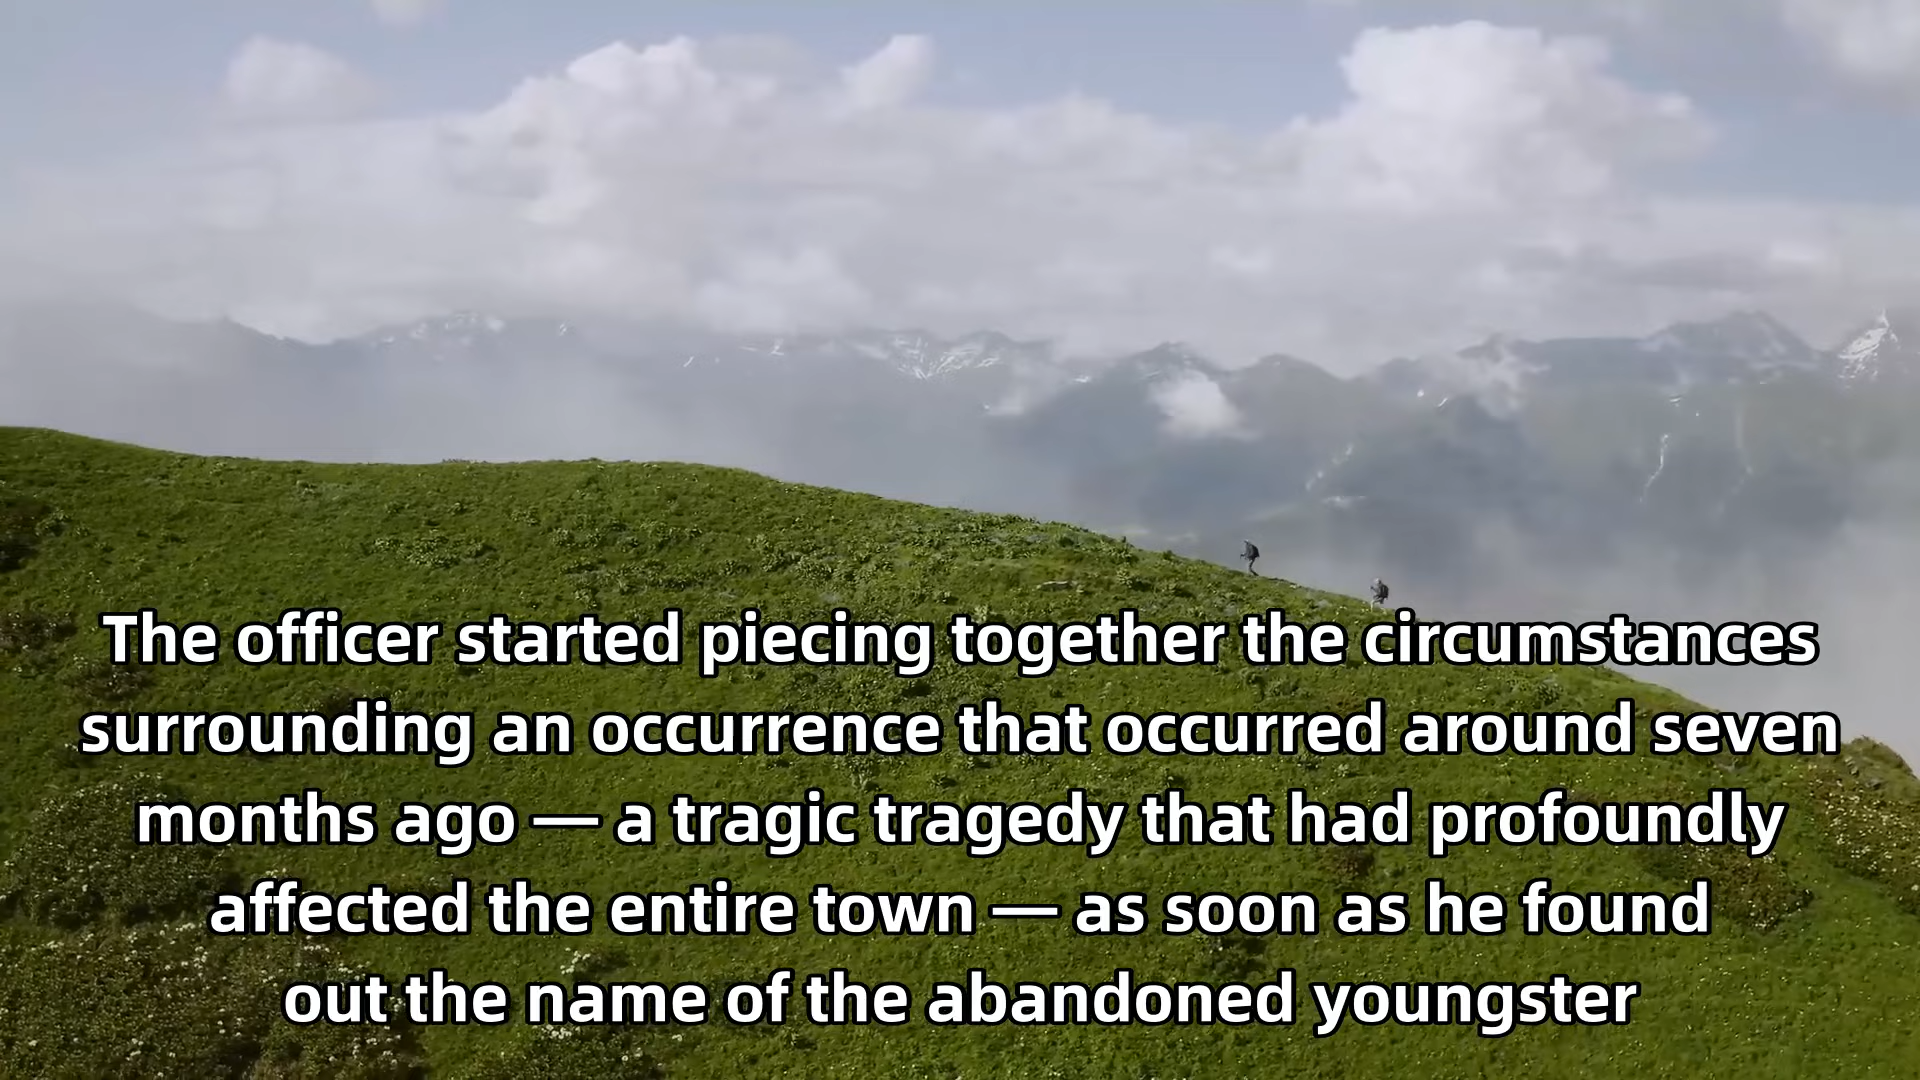 The officer started piecing together the circumstances
surrounding an occurrence that occurred around seven
months ago — a tragic tragedy that had profoundly
affected the entire town — as soon as he found
out the name of the abandoned youngster